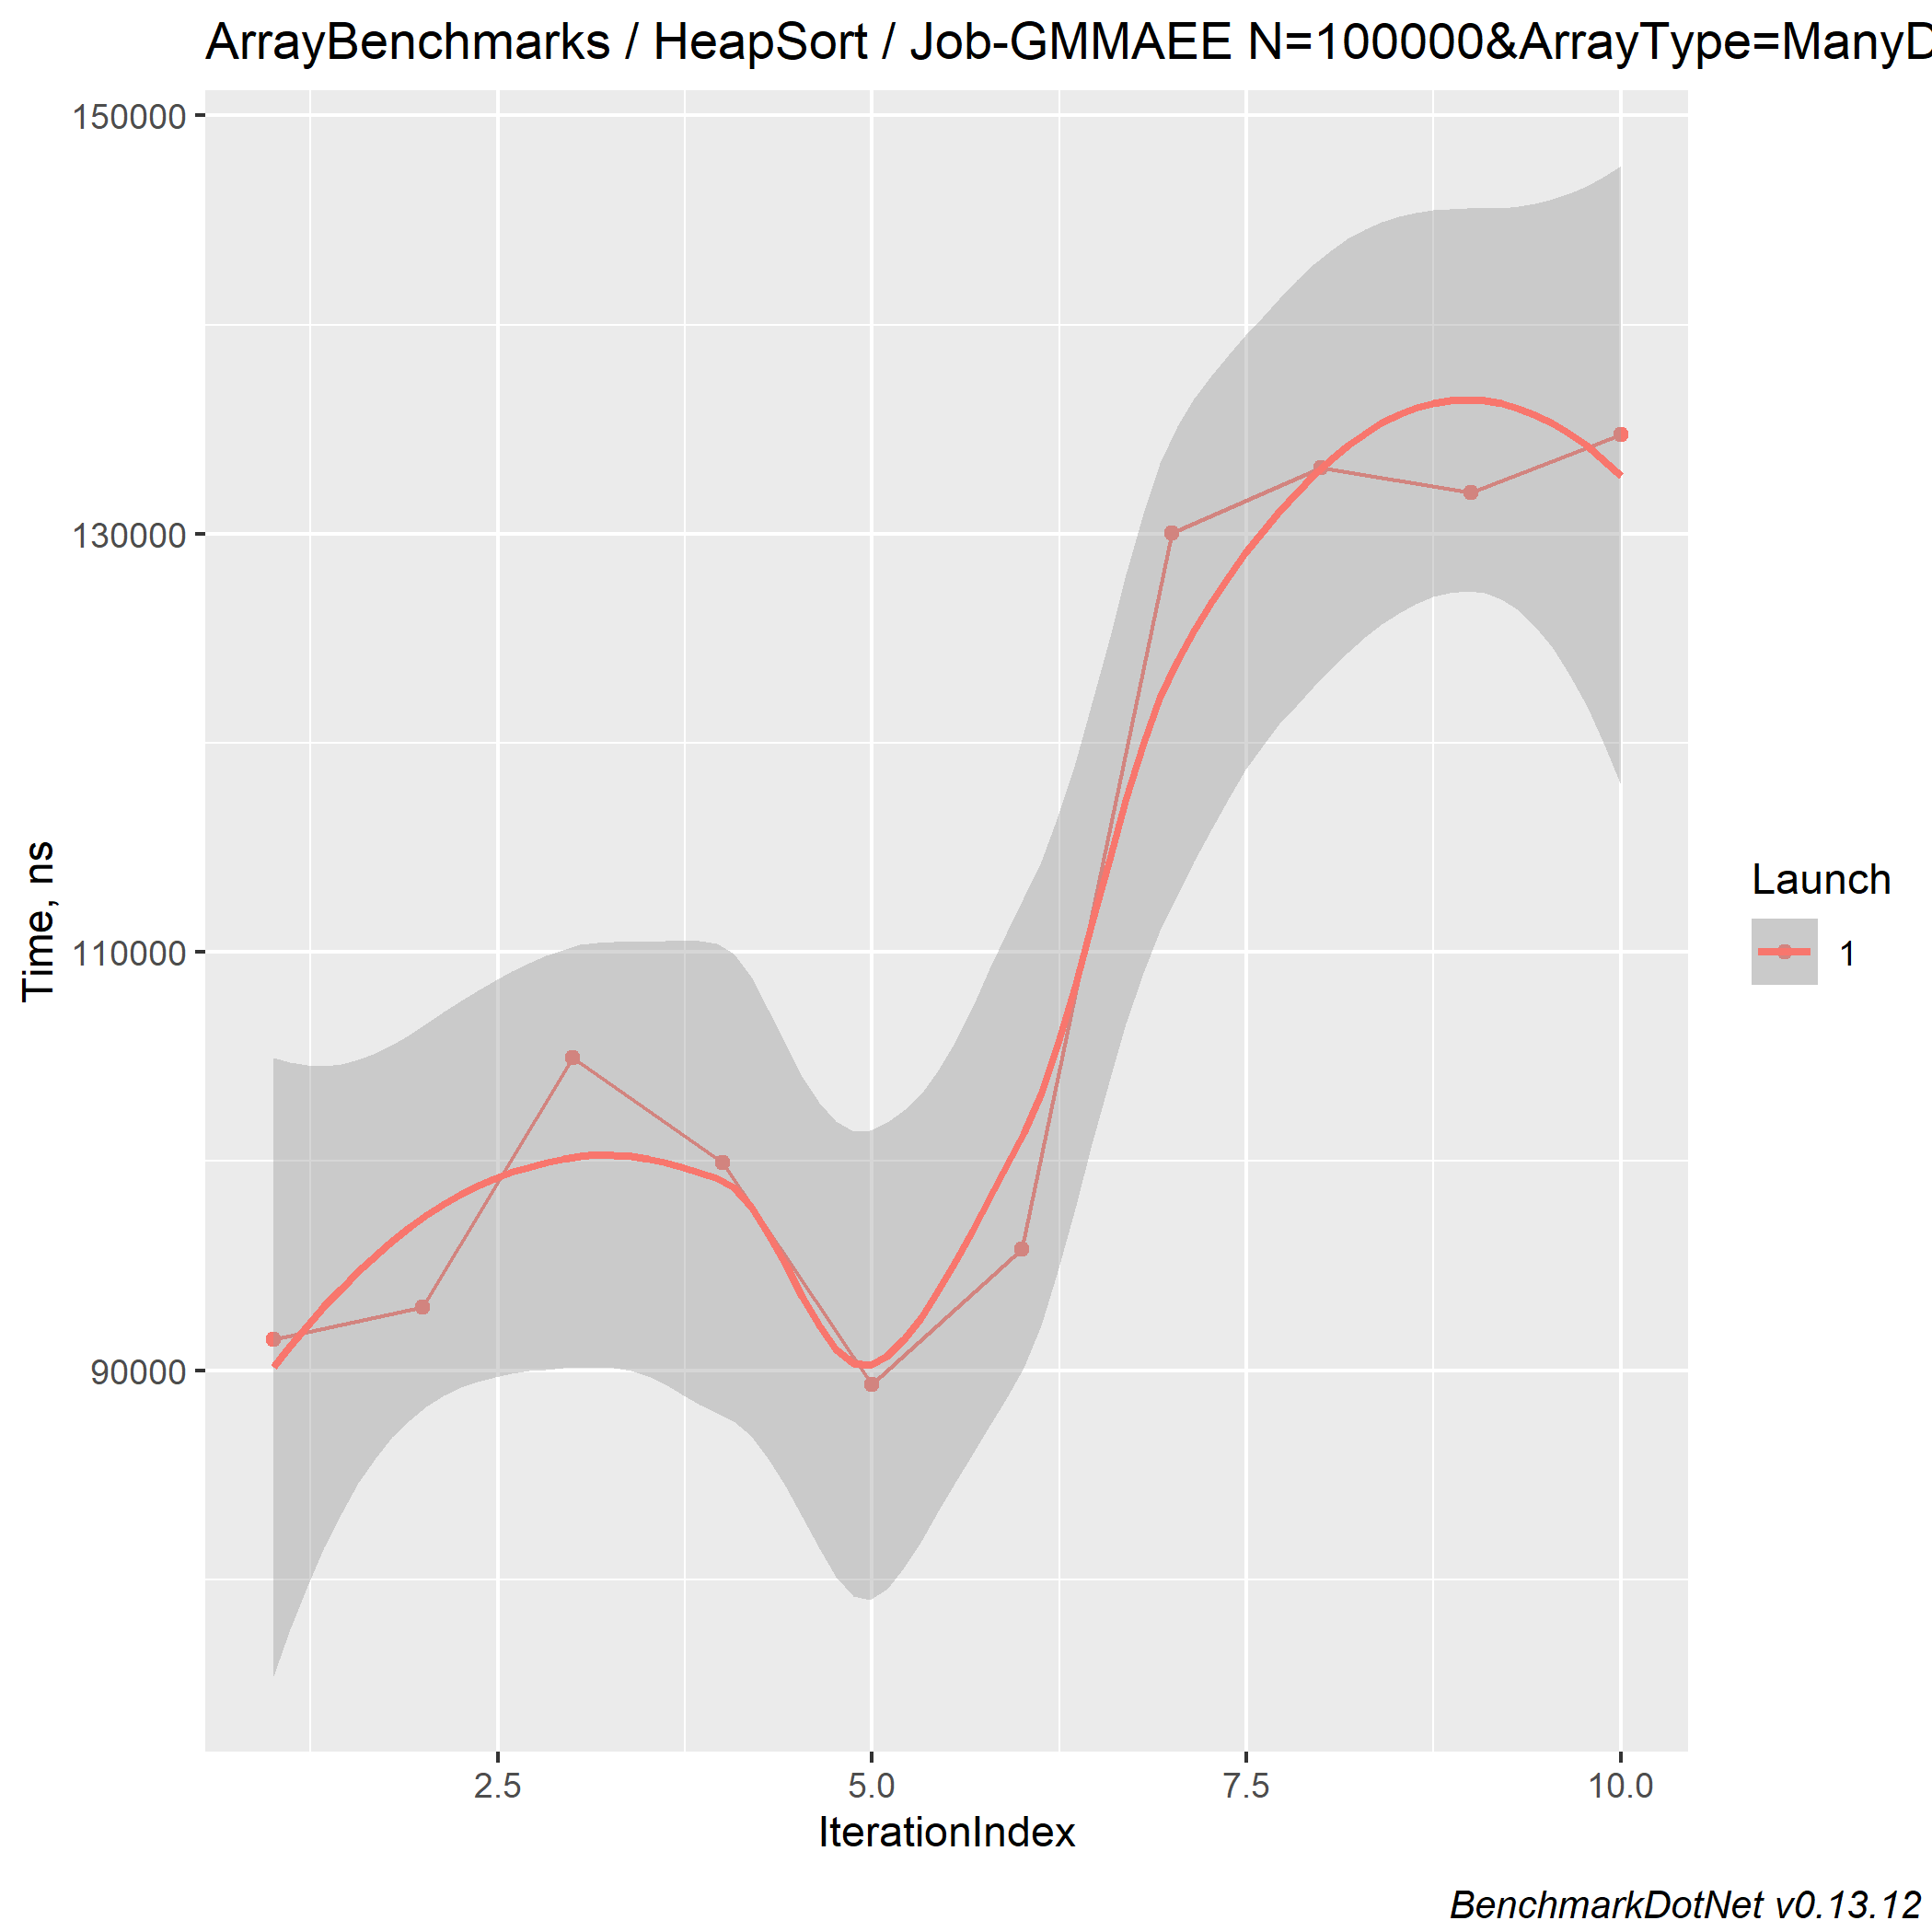 ArrayBenchmarks / HeapSort / Job-GMMAEE N=100000&ArrayType=ManyD
150000
130000
110000
90000
Time, ns
2.5 5.0 7.5 10.0
IterationIndex
Launch
1
BenchmarkDotNet v0.13.12